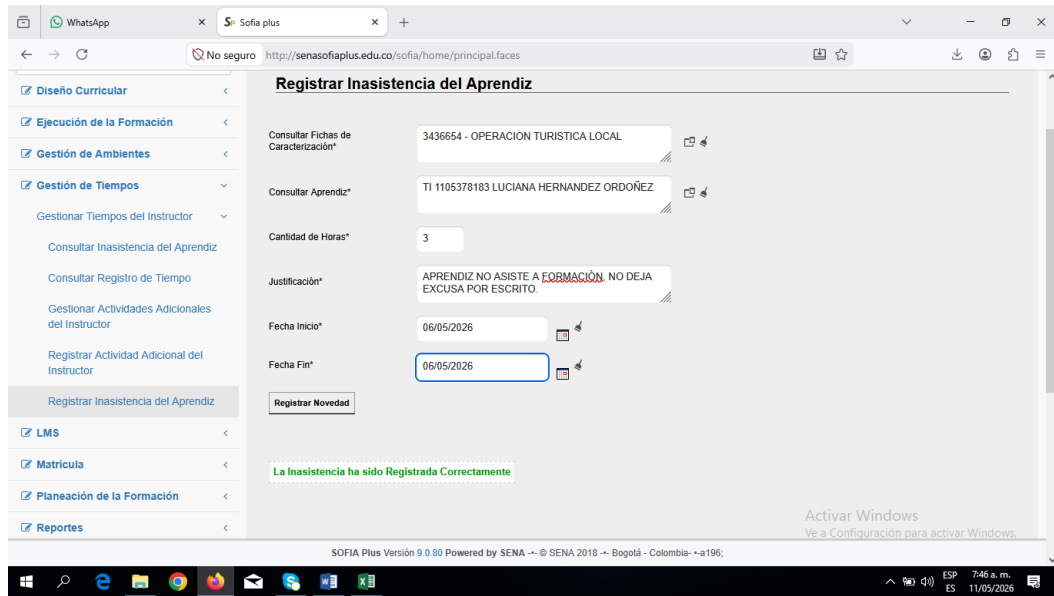 WhatsApp
Sofia plus
No seguro
http://senasofiaplus.edu.co/sofia/home/principal.faces
Diseño Curricular
Ejecución de la Formación
Gestión de Ambientes
Gestión de Tiempos
Gestionar Tiempos del Instructor
Consultar Inasistencia del Aprendiz
Consultar Registro de Tiempo
Gestionar Actividades Adicionales
del Instructor
Registrar Actividad Adicional del
Instructor
Registrar Inasistencia del Aprendiz
LMS
Matricula
Planeación de la Formación
Reportes
Registrar Inasistencia del Aprendiz
Consultar Fichas de
Caracterización*
3436654 - OPERACION TURISTICA LOCAL
Consultar Aprendiz*
TI 1105378183 LUCIANA HERNANDEZ ORDOÑEZ
Cantidad de Horas*
3
Justificación*
APRENDIZ NO ASISTE A FORMACIÒN, NO DEJA
EXCUSA POR ESCRITO.
Fecha Inicio*
06/05/2026
Fecha Fin*
06/05/2026
Registrar Novedad
La Inasistencia ha sido Registrada Correctamente
Activar Windows
Ve a Configuración para activar Windows.
SOFIA Plus Versión 9.0.80 Powered by SENA -•- © SENA 2018 -•- Bogotá - Colombia- •-a196;
ESP
ES
7:46 a. m.
11/05/2026